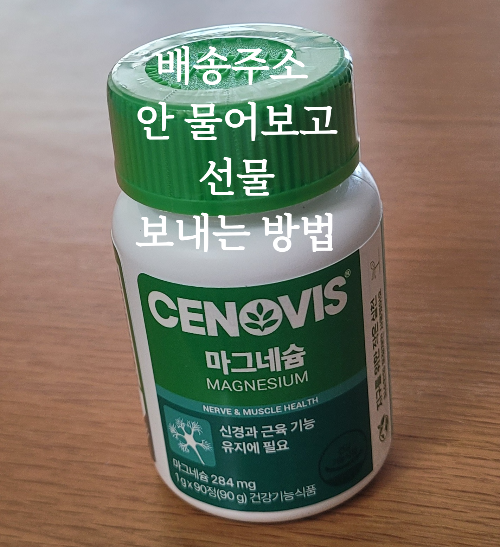 배송주소
안 물어보고
선물
보내는 방법
CENOVIS®
마그네슘
MAGNESIUM
NERVE & MUSCLE HEALTH
신경과 근육 기능
유지에 필요
마그네슘 284 mg
1 g x 90정(90 g) 건강기능식품